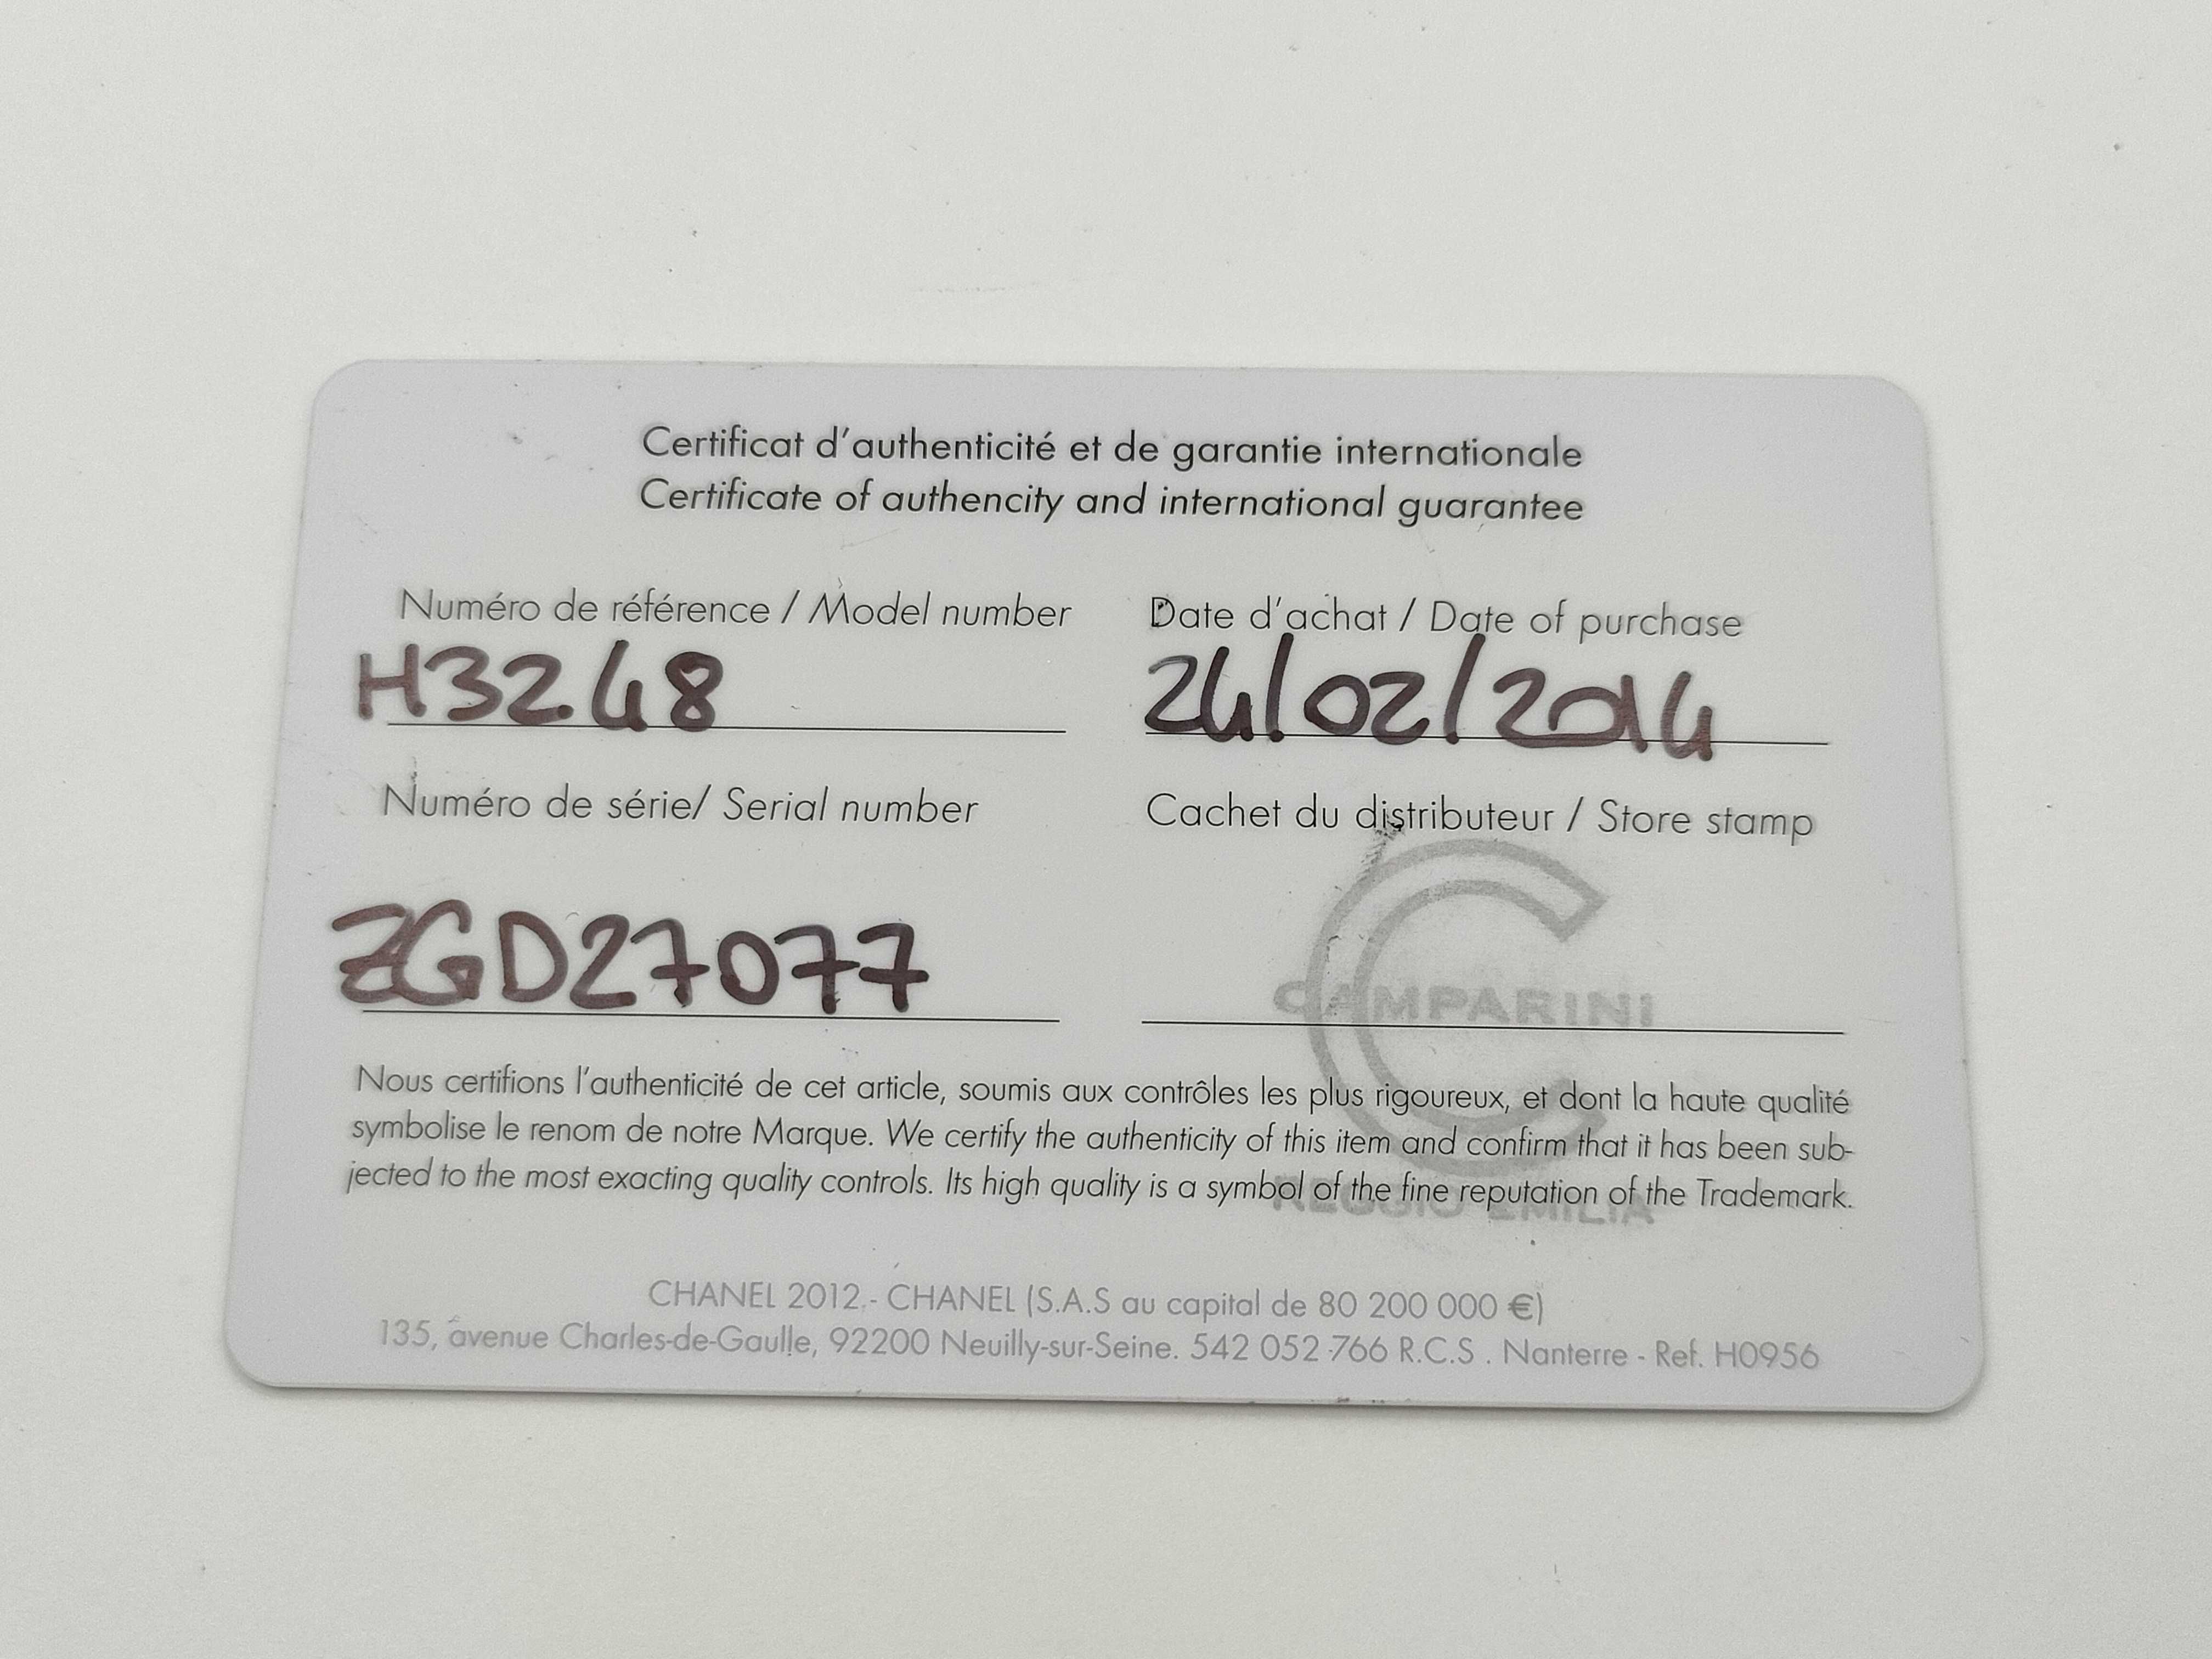 Certificat d'authenticité et de garantie internationale
Certificate of authencity and international guarantee
Numéro de référence / Model number
H3248
Date d'achat / Date of purchase
24/02/2014
Numéro de série/ Serial number
ZGD27077
Cachet du distributeur / Store stamp
C
CAMPARINI
REGGIO EMILIA
Nous certifions l'authenticité de cet article, soumis aux contrôles les plus rigoureux, et dont la haute qualité
symbolise le renom de notre Marque. We certify the authenticity of this item and confirm that it has been sub-
jected to the most exacting quality controls. Its high quality is a symbol of the fine reputation of the Trademark.
CHANEL 2012.- CHANEL (S.A.S au capital de 80 200 000 €)
135, avenue Charles-de-Gaulle, 92200 Neuilly-sur-Seine. 542 052 766 R.C.S . Nanterre - Ref. H0956